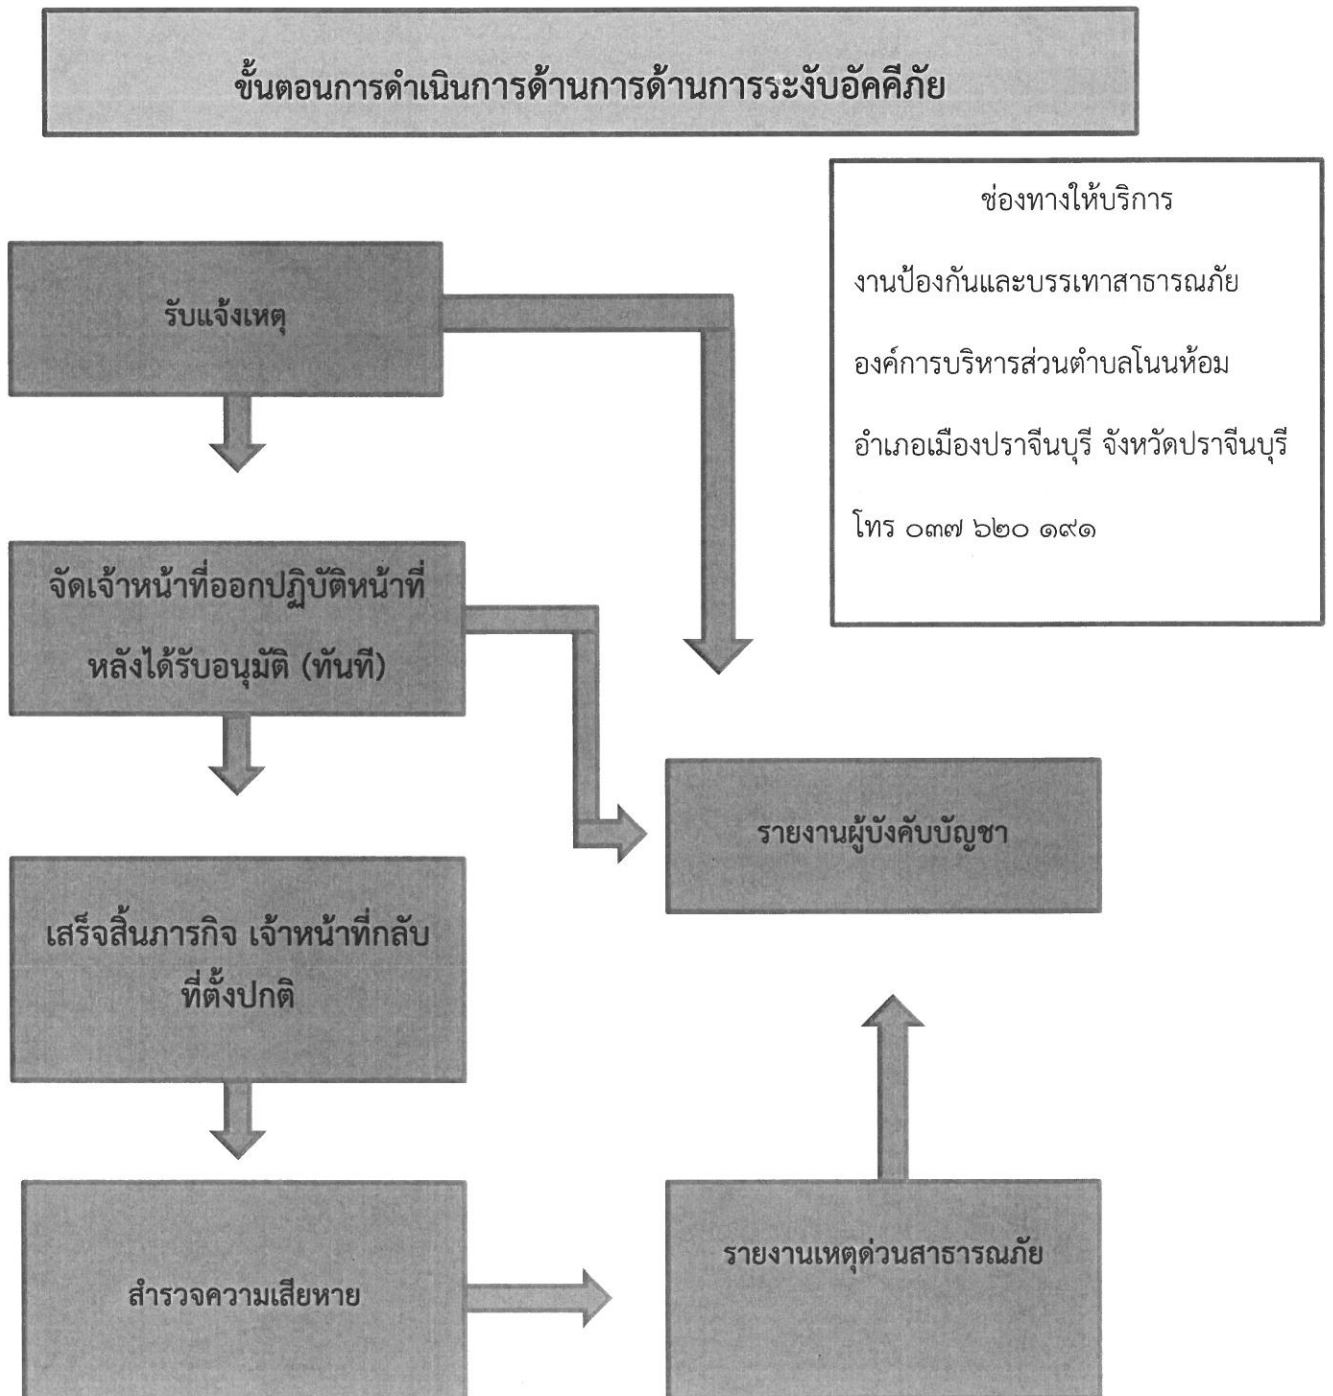 ขั้นตอนการดำเนินการด้านการด้านการระงับอัคคีภัย
ช่องทางให้บริการ
งานป้องกันและบรรเทาสาธารณภัย
องค์การบริหารส่วนตำบลโนนห้อม
อำเภอเมืองปราจีนบุรี จังหวัดปราจีนบุรี
โทร ๐๓๗ ๖๒๐ ๑๙๑
รับแจ้งเหตุ
จัดเจ้าหน้าที่ออกปฏิบัติหน้าที่
หลังได้รับอนุมัติ (ทันที)
รายงานผู้บังคับบัญชา
เสร็จสิ้นภารกิจ เจ้าหน้าที่กลับ
ที่ตั้งปกติ
สำรวจความเสียหาย
รายงานเหตุด่วนสาธารณภัย